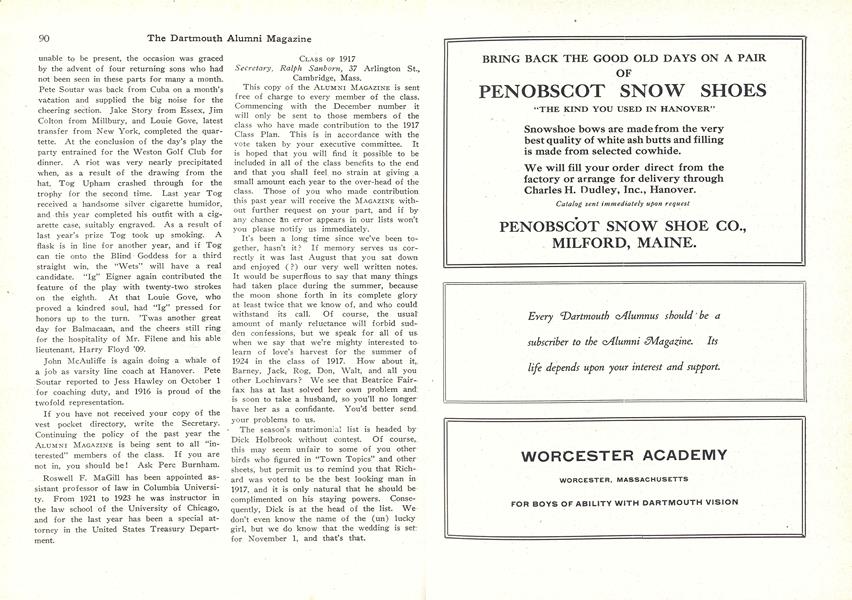 90
The Dartmouth Alumni Magazine
unable to be present, the occasion was graced
by the advent of four returning sons who had
not been seen in these parts for many a month.
Pete Soutar was back from Cuba on a month's
vacation and supplied the big noise for the
cheering section. Jake Story from Essex, Jim
Colton from Millbury, and Louie Gove, latest
transfer from New York, completed the quar-
tette. At the conclusion of the day's play the
party entrained for the Weston Golf Club for
dinner. A riot was very nearly precipitated
when, as a result of the drawing from the
hat, Tog Upham crashed through for the
trophy for the second time. Last year Tog
received a handsome silver cigarette humidor,
and this year completed his outfit with a cig-
arette case, suitably engraved. As a result of
last year's prize Tog took up smoking. A
flask is in line for another year, and if Tog
can tie onto the Blind Goddess for a third
straight win, the "Wets" will have a real
candidate. "Ig" Eigner again contributed the
feature of the play with twenty-two strokes
on the eighth. At that Louie Gove, who
proved a kindred soul, had "Ig" pressed for
honors up to the turn. 'Twas another great
day for Balmacaan, and the cheers still ring
for the hospitality of Mr. Filene and his able
lieutenant, Harry Floyd '09.
John McAuliffe is again doing a whale of
a job as varsity line coach at Hanover. Pete
Soutar reported to Jess Hawley on October 1
for coaching duty, and 1916 is proud of the
twofold representation.
If you have not received your copy of the
vest pocket directory, write the Secretary.
Continuing the policy of the past year the
ALUMNI MAGAZINE is being sent to all "in-
terested" members of the class. If you are
not in, you should be! Ask Perc Burnham.
Roswell F. MaGill has been appointed as-
sistant professor of law in Columbia Universi-
ty. From 1921 to 1923 he was instructor in
the law school of the University of Chicago,
and for the last year has been a special at-
torney in the United States Treasury Depart-
ment.
CLASS OF 1917
Secretary, Ralph Sanborn, 37 Arlington St.,
Cambridge, Mass.
This copy of the ALUMNI MAGAZINE is sent
free of charge to every member of the class.
Commencing with the December number it
will only be sent to those members of the
class who have made contribution to the 1917
Class Plan. This is in accordance with the
vote taken by your executive committee. It
is hoped that you will find it possible to be
included in all of the class benefits to the end
and that you shall feel no strain at giving a
small amount each year to the over-head of the
class. Those of you who made contribution
this past year will receive the MAGAZINE with-
out further request on your part, and if by
any chance an error appears in our lists won't
you please notify us immediately.
It's been a long time since we've been to-
gether, hasn't it? If memory serves us cor-
rectly it was last August that you sat down
and enjoyed (?) our very well written notes.
It would be superflous to say that many things
had taken place during the summer, because
the moon shone forth in its complete glory
at least twice that we know of, and who could
withstand its call. Of course, the usual
amount of manly reluctance will forbid sud-
den confessions, but we speak for all of us
when we say that we're mighty interested to
learn of love's harvest for the summer of
1924 in the class of 1917. How about it,
Barney, Jack, Rog, Don, Walt, and all you
other Lochinvars? We see that Beatrice Fair-
fax has at last solved her own problem and
is soon to take a husband, so you'll no longer
have her as a confidante. You'd better send
your problems to us.
The season's matrimonial list is headed by
Dick Holbrook without contest. Of course,
this may seem unfair to some of you other
birds who figured in "Town Topics" and other
sheets, but permit us to remind you that Rich-
ard was voted to be the best looking man in
1917, and it is only natural that he should be
complimented on his staying powers. Conse-
quently, Dick is at the head of the list. We
don't even know the name of the (un) lucky
girl, but we do know that the wedding is set
for November 1, and that's that.
BRING BACK THE GOOD OLD DAYS ON A PAIR
OF
PENOBSCOT SNOW SHOES
"THE KIND YOU USED IN HANOVER"
Snowshoe bows are made from the very
best quality of white ash butts and filling
is made from selected cowhide.
We will fill your order direct from the
factory or arrange for delivery through
Charles H. Dudley, Inc., Hanover.
Catalog sent immediately upon request
PENOBSCOT SNOW SHOE CO.,
MILFORD, MAINE.
Every Dartmouth Alumnus should be a
subscriber to the Alumni Magazine. Its
life depends upon your interest and support.
WORCESTER ACADEMY
WORCESTER, MASSACHUSETTS
FOR BOYS OF ABILITY WITH DARTMOUTH VISION